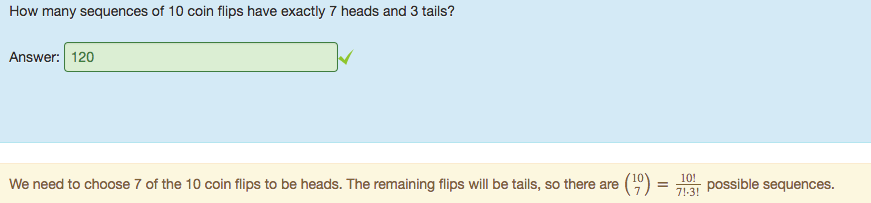 How many sequences of 10 coin flips have exactly 7 heads and 3 tails?
Answer: 120
We need to choose 7 of the 10 coin flips to be heads. The remaining flips will be tails, so there are (10 7) = 10!/7!·3! possible sequences.